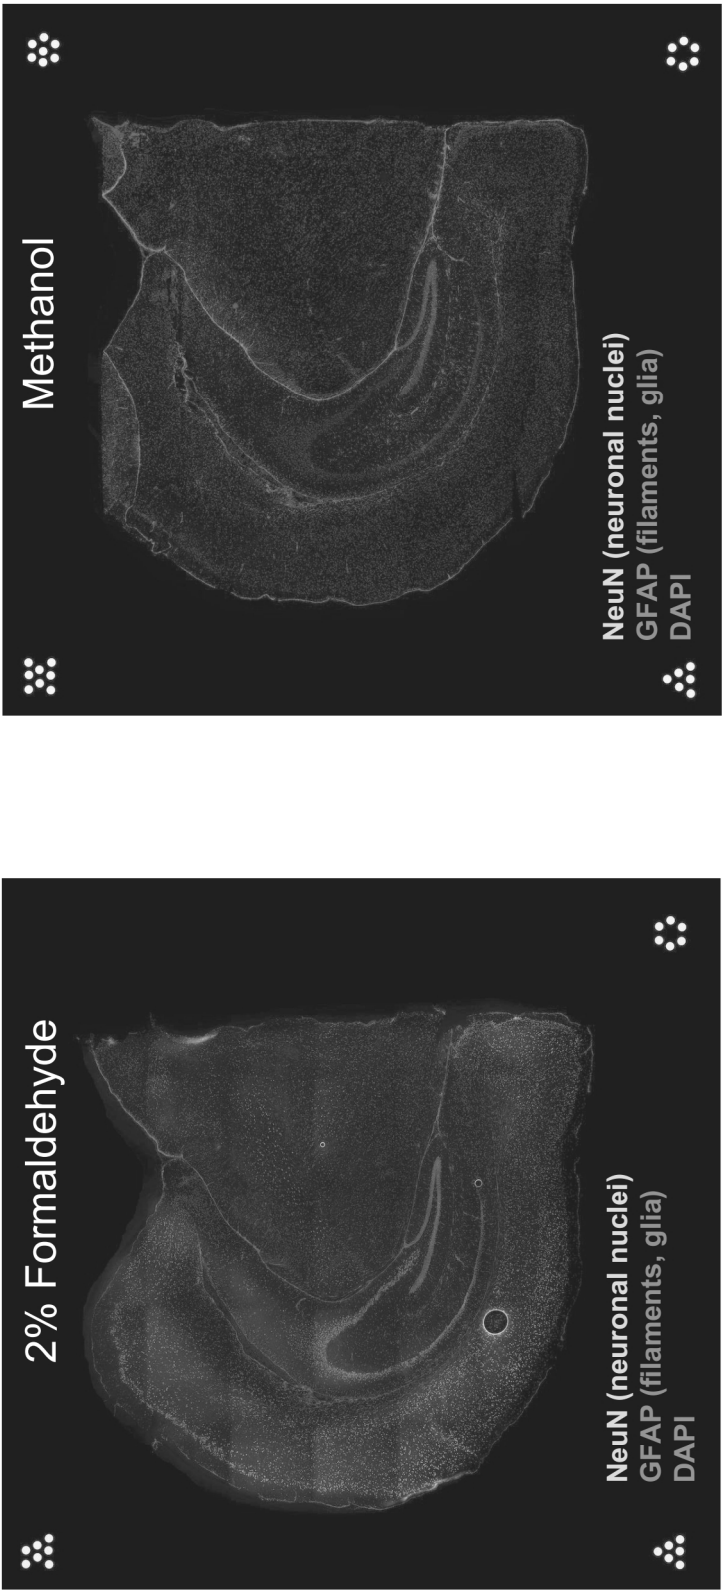 Methanol
NeuN (neuronal nuclei)
GFAP (filaments, glia)
DAPI
2% Formaldehyde
NeuN (neuronal nuclei)
GFAP (filaments, glia)
DAPI